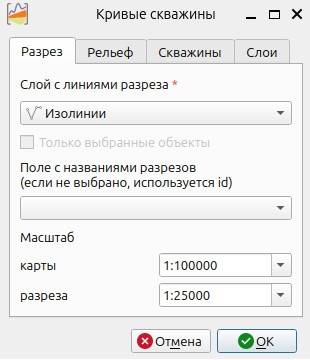 Кривые скважины
Разрез Рельеф Скважины Слои
Слой с линиями разреза *
Изолинии
Только выбранные объекты
Поле с названиями разрезов
(если не выбрано, используется id)
Масштаб
карты 1:100000
разреза 1:25000
Отмена OK